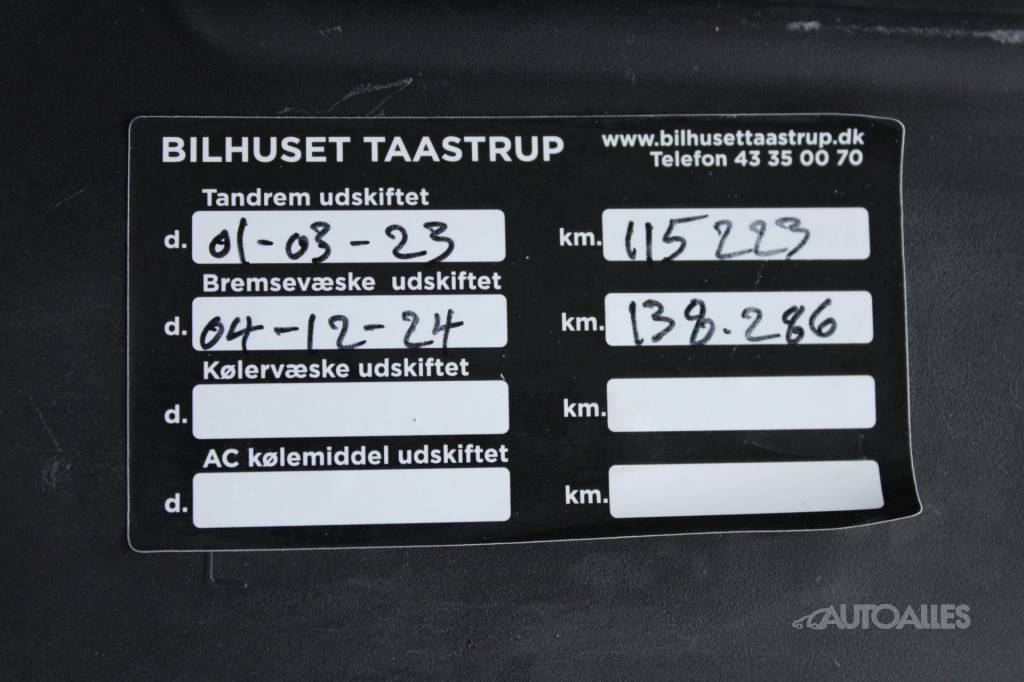 BILHUSET TAASTRUP
www.bilhusettaastrup.dk
Telefon 43 35 00 70
Tandrem udskiftet
d. 01-03-23 km. 115223
Bremsevæske udskiftet
d. 04-12-24 km. 138.286
Kølervæske udskiftet
d. km.
AC kølemiddel udskiftet
d. km.
AUTOALLES